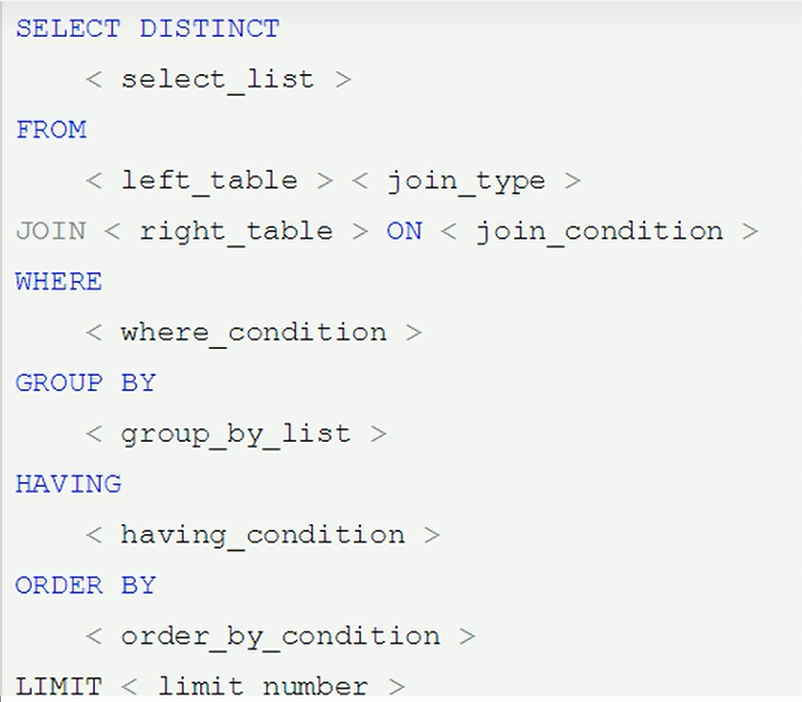 SELECT DISTINCT
< select_list >
FROM
< left_table > < join_type >
JOIN < right_table > ON < join_condition >
WHERE
< where_condition >
GROUP BY
< group_by_list >
HAVING
< having_condition >
ORDER BY
< order_by_condition >
LIMIT < limit_number >